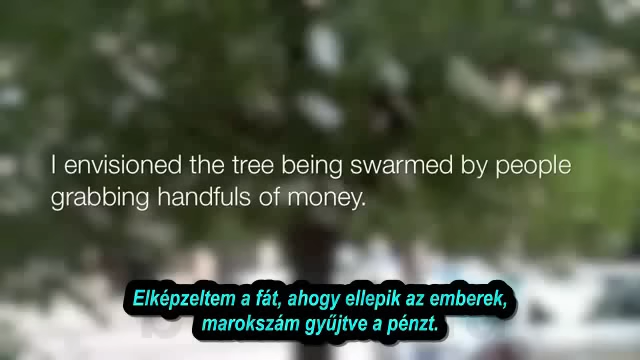 I envisioned the tree being swarmed by people
grabbing handfuls of money.
Elképzeltem a fát, ahogy ellepik az emberek,
marokszám gyűjtve a pénzt.